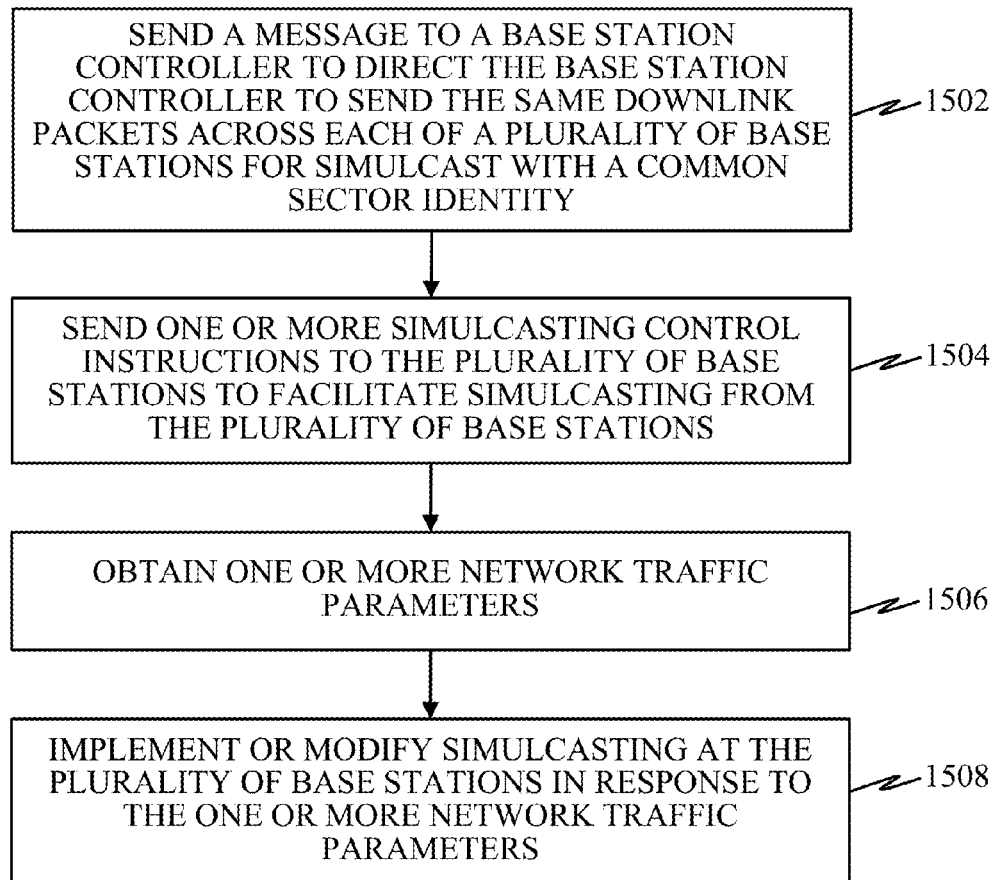 SEND A MESSAGE TO A BASE STATION
CONTROLLER TO DIRECT THE BASE STATION
CONTROLLER TO SEND THE SAME DOWNLINK
PACKETS ACROSS EACH OF A PLURALITY OF BASE
STATIONS FOR SIMULCAST WITH A COMMON
SECTOR IDENTITY
1502
SEND ONE OR MORE SIMULCASTING CONTROL
INSTRUCTIONS TO THE PLURALITY OF BASE
STATIONS TO FACILITATE SIMULCASTING FROM
THE PLURALITY OF BASE STATIONS
1504
OBTAIN ONE OR MORE NETWORK TRAFFIC
PARAMETERS
1506
IMPLEMENT OR MODIFY SIMULCASTING AT THE
PLURALITY OF BASE STATIONS IN RESPONSE TO
THE ONE OR MORE NETWORK TRAFFIC
PARAMETERS
1508